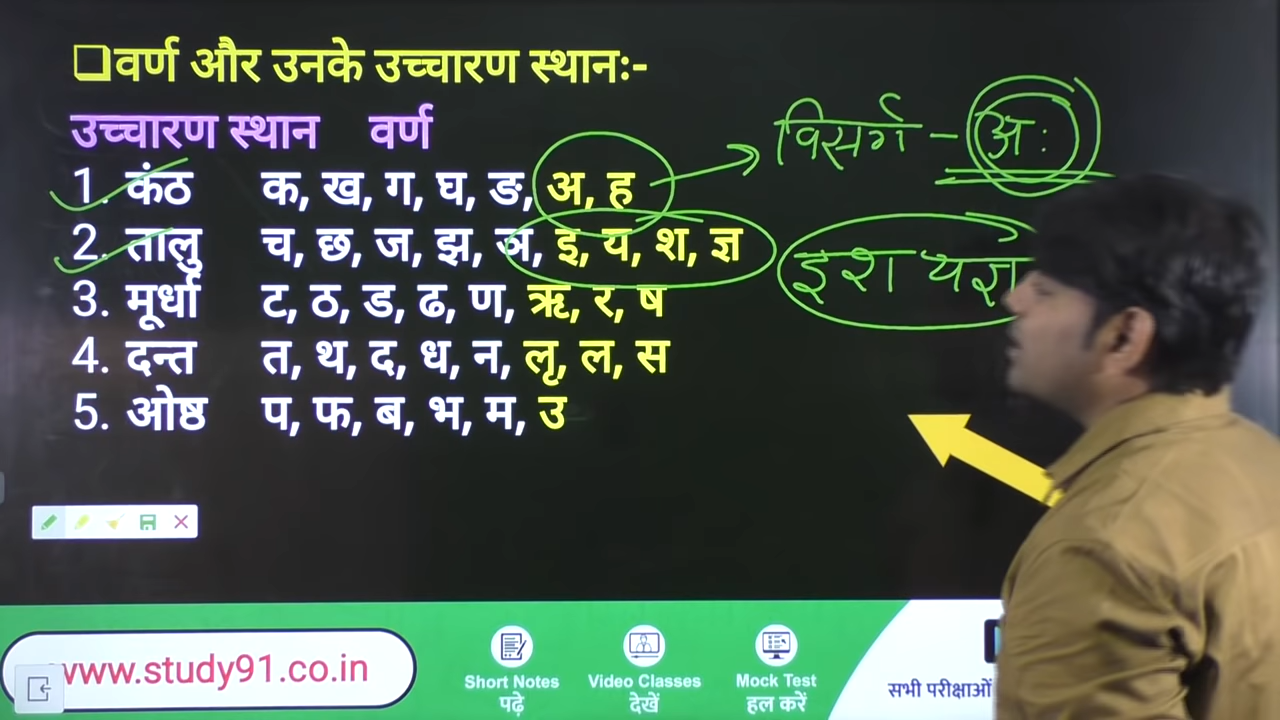 ❑वर्ण और उनके उच्चारण स्थानः-
उच्चारण स्थान वर्ण
1. कंठ क, ख, ग, घ, ङ, अ, ह
2. तालु च, छ, ज, झ, ञ, इ, य, श, ज्ञ
3. मूर्धा ट, ठ, ड, ढ, ण, ऋ, र, ष
4. दन्त त, थ, द, ध, न, लृ, ल, स
5. ओष्ठ प, फ, ब, भ, म, उ
विसर्ग - अः
इश यज्ञ
www.study91.co.in
Short Notes
पढ़े
Video Classes
देखें
Mock Test
हल करें
सभी परीक्षाओं